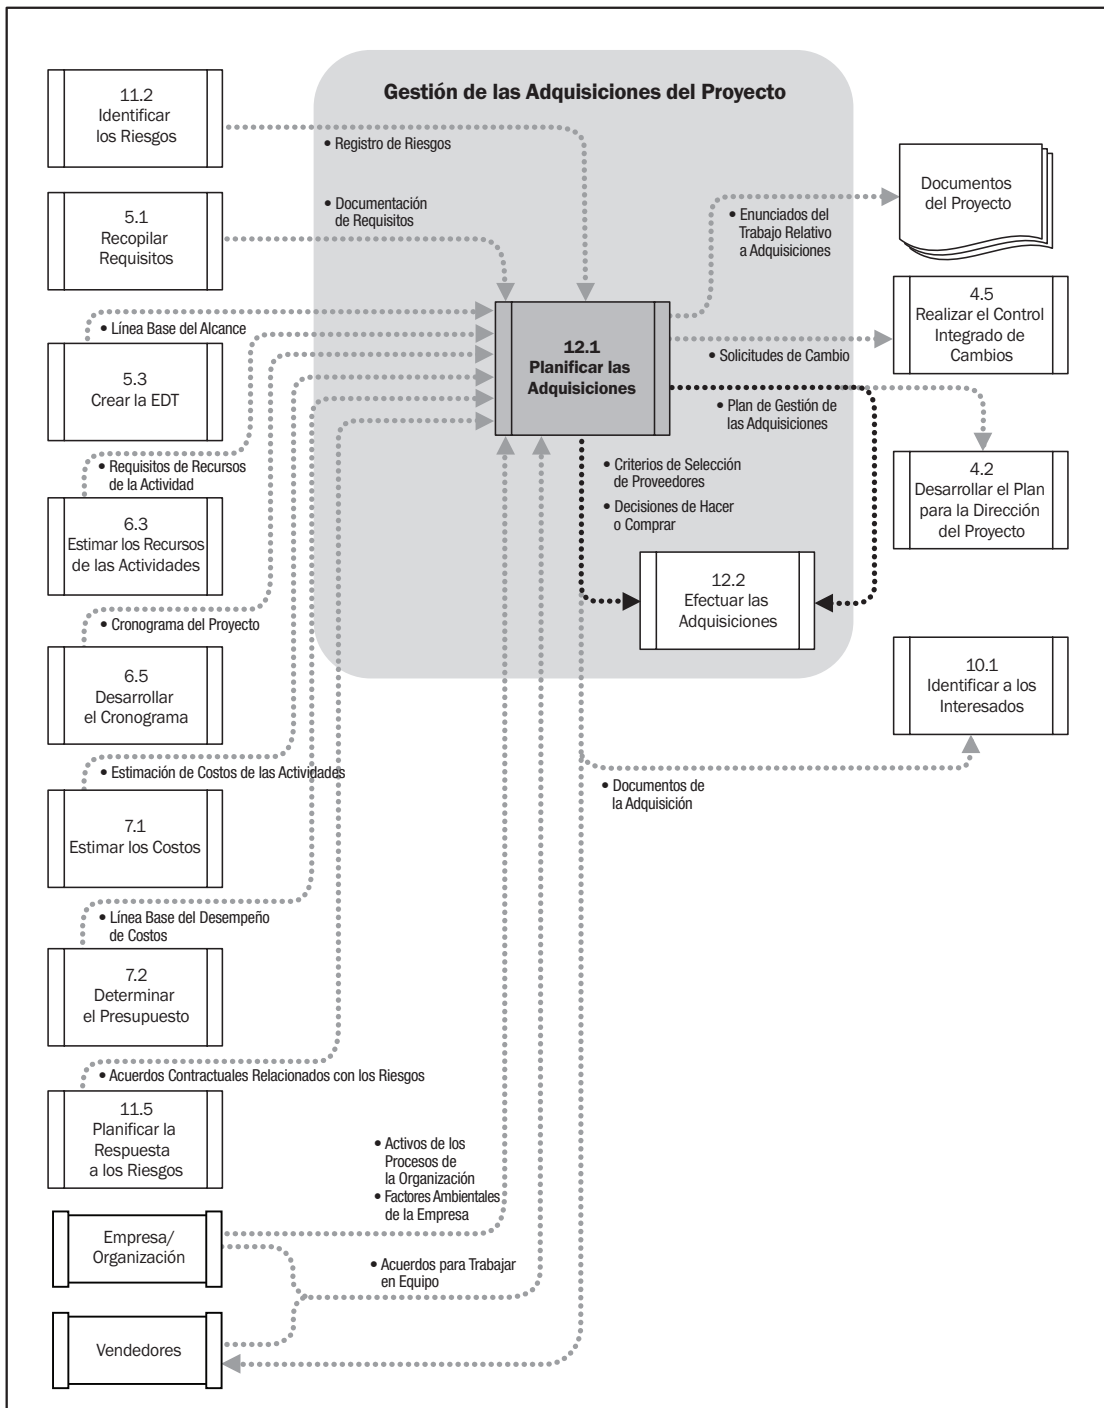 Gestión de las Adquisiciones del Proyecto
11.2
Identificar
los Riesgos
• Registro de Riesgos
5.1
Recopilar
Requisitos
• Documentación
de Requisitos
• Línea Base del Alcance
5.3
Crear la EDT
• Requisitos de Recursos
de la Actividad
6.3
Estimar los Recursos
de las Actividades
• Cronograma del Proyecto
6.5
Desarrollar
el Cronograma
• Estimación de Costos de las Actividades
7.1
Estimar los Costos
• Línea Base del Desempeño
de Costos
7.2
Determinar
el Presupuesto
• Acuerdos Contractuales Relacionados con los Riesgos
11.5
Planificar la
Respuesta
a los Riesgos
Empresa/
Organización
Vendedores
• Activos de los
Procesos de
la Organización
• Factores Ambientales
de la Empresa
• Acuerdos para Trabajar
en Equipo
12.1
Planificar las
Adquisiciones
• Enunciados del
Trabajo Relativo
a Adquisiciones
Documentos
del Proyecto
• Solicitudes de Cambio
4.5
Realizar el Control
Integrado de
Cambios
• Plan de Gestión de
las Adquisiciones
4.2
Desarrollar el Plan
para la Dirección
del Proyecto
• Criterios de Selección
de Proveedores
• Decisiones de Hacer
o Comprar
12.2
Efectuar las
Adquisiciones
10.1
Identificar a los
Interesados
• Documentos de
la Adquisición